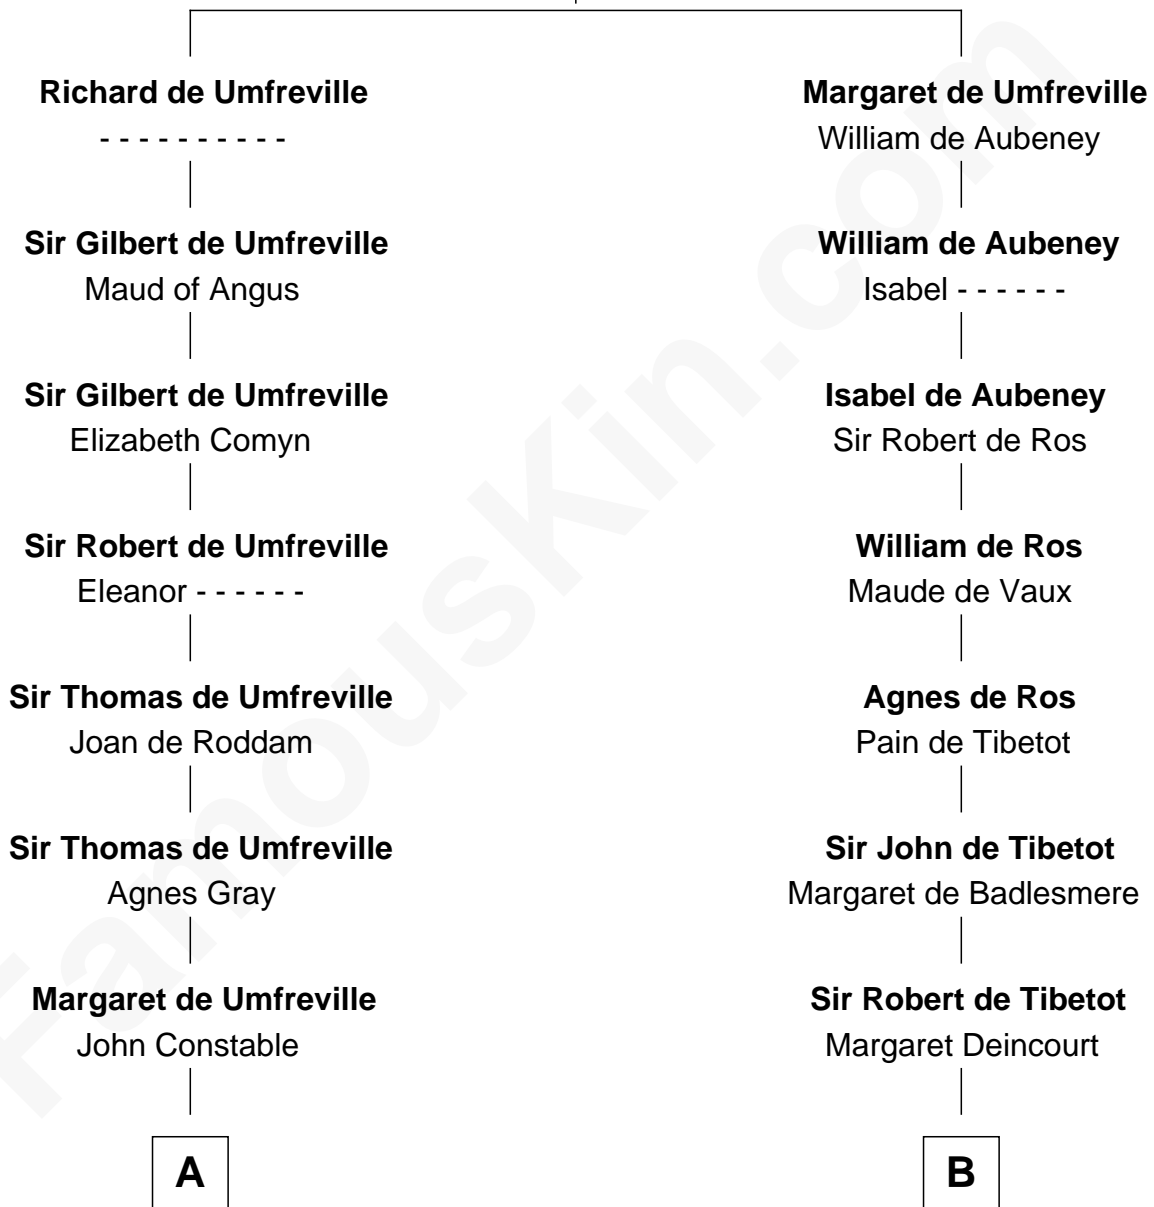 Richard de Umfreville
- - - - - - - - - -
Sir Gilbert de Umfreville
Maud of Angus
Sir Gilbert de Umfreville
Elizabeth Comyn
Sir Robert de Umfreville
Eleanor - - - - - -
Sir Thomas de Umfreville
Joan de Roddam
Sir Thomas de Umfreville
Agnes Gray
Margaret de Umfreville
John Constable
A
Margaret de Umfreville
William de Aubeney
William de Aubeney
Isabel - - - - - -
Isabel de Aubeney
Sir Robert de Ros
William de Ros
Maude de Vaux
Agnes de Ros
Pain de Tibetot
Sir John de Tibetot
Margaret de Badlesmere
Sir Robert de Tibetot
Margaret Deincourt
B
FamousKin.com